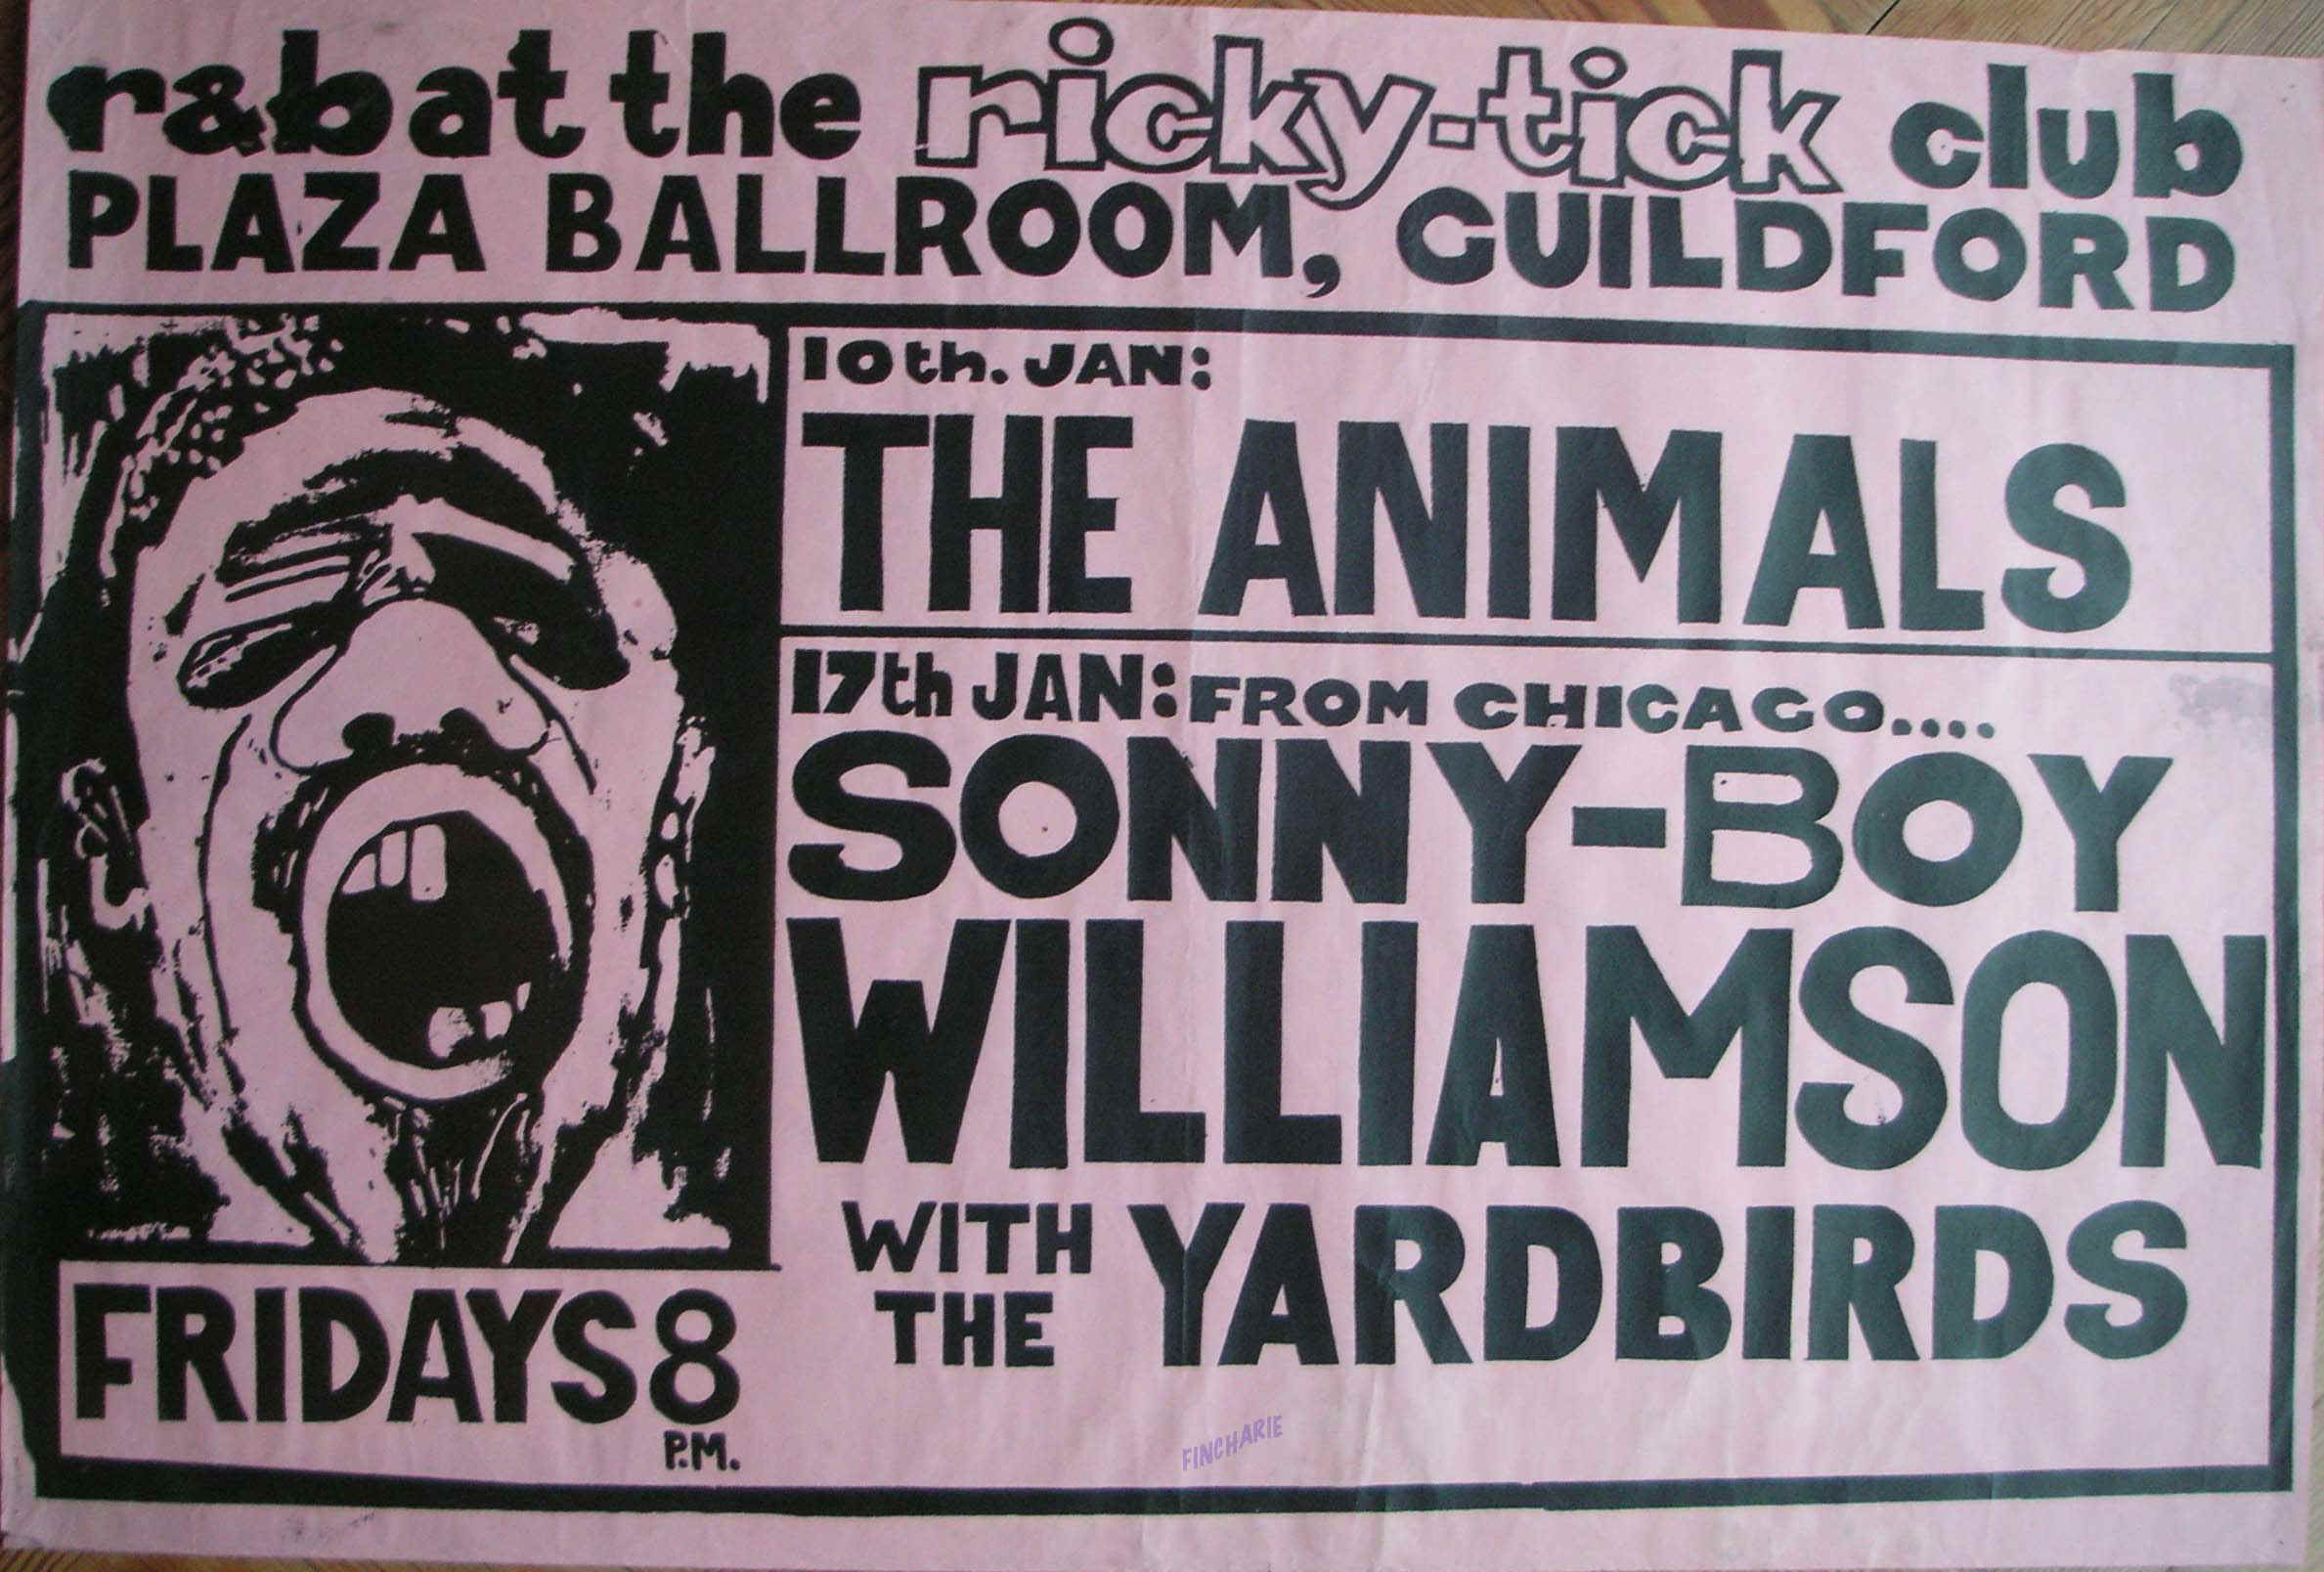 r&b at the ricky-tick club
PLAZA BALLROOM, GUILDFORD
10th. JAN:
THE ANIMALS
17th JAN: FROM CHICAGO....
SONNY-BOY
WILLIAMSON
WITH THE YARDBIRDS
FRIDAYS 8
P.M.
FINCHARIE